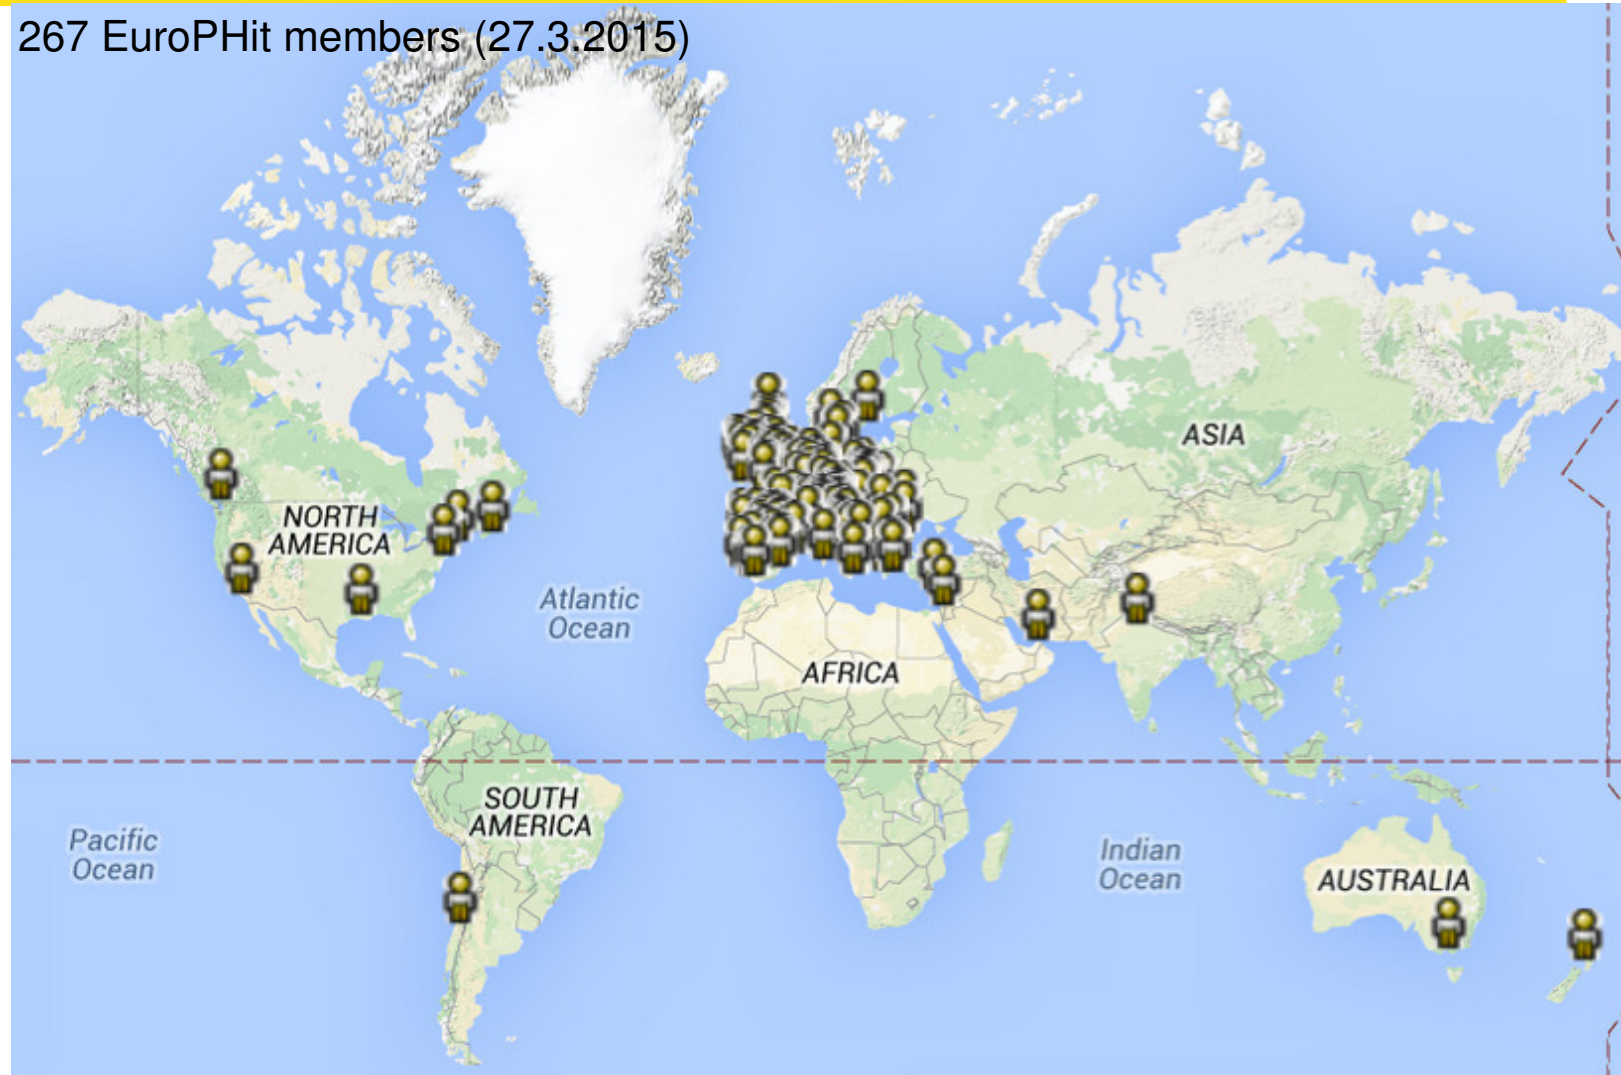 267 EuroPHit members (27.3.2015)
ASIA
NORTH
AMERICA
Atlantic
Ocean
AFRICA
SOUTH
AMERICA
Pacific
Ocean
Indian
Ocean
AUSTRALIA